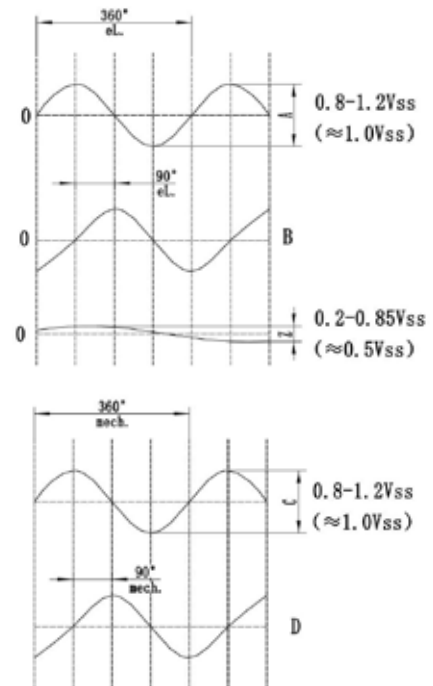 360°
el.
0
A
0.8-1.2Vss
(≈1.0Vss)
90°
el.
0
B
0
Z
0.2-0.85Vss
(≈0.5Vss)
360°
mech.
C
0.8-1.2Vss
(≈1.0Vss)
90°
mech.
D